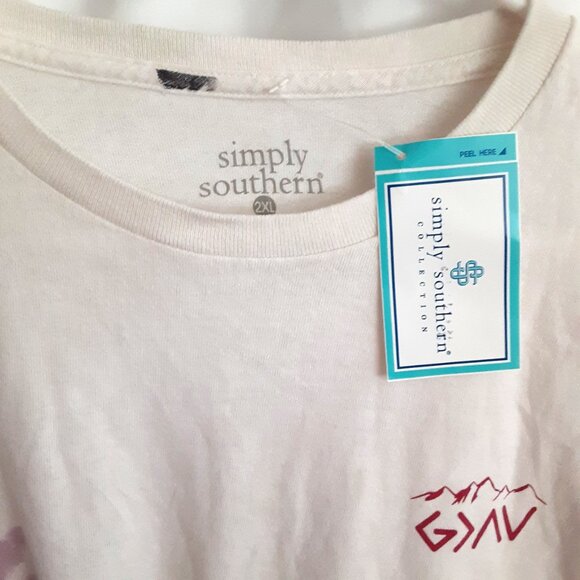 simply
southern®
2XL
PEEL HERE
simply southern®
COLLECTION
G>∧∨